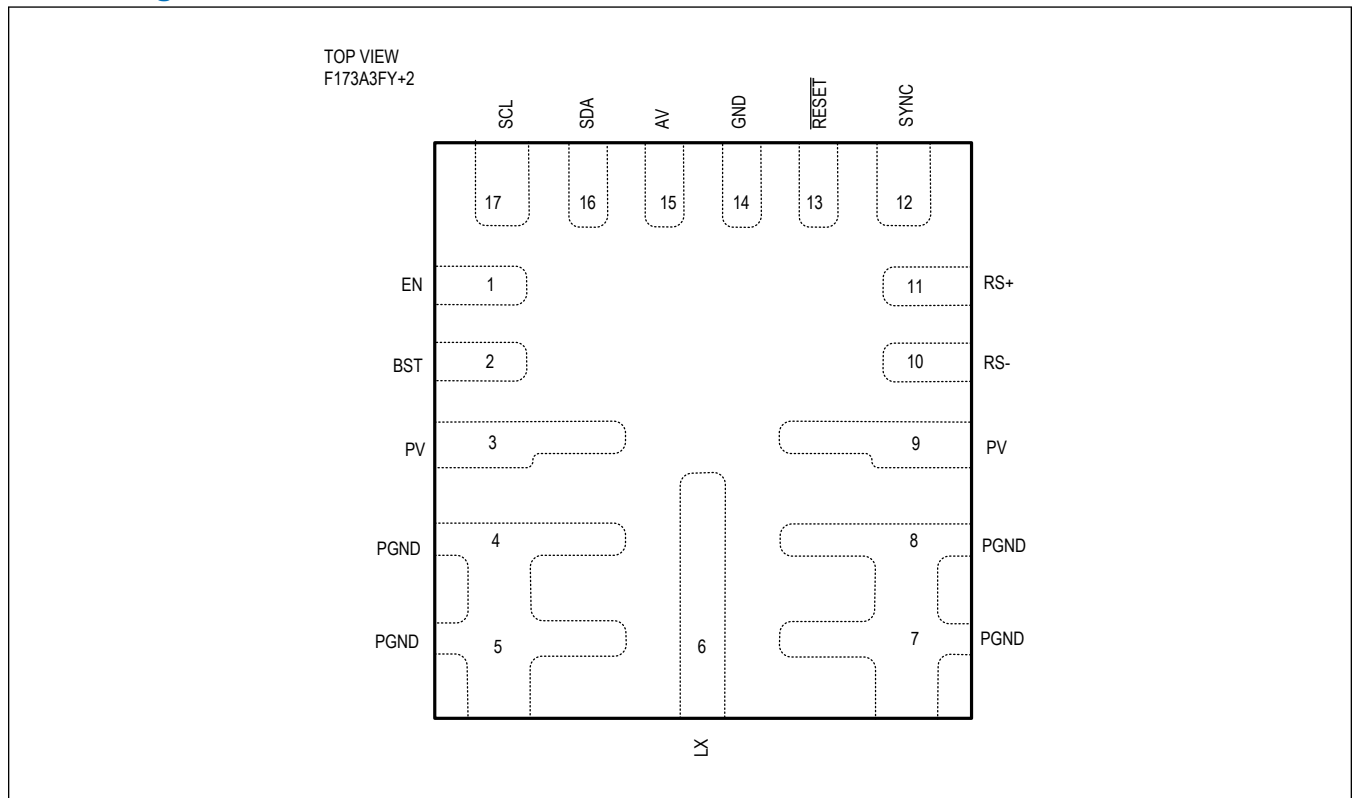 TOP VIEW
F173A3FY+2
SCL SDA AV GND RESET SYNC
17 16 15 14 13 12
EN 1 11 RS+
BST 2 10 RS-
PV 3 9 PV
PGND 4 8 PGND
PGND 5 6 7 PGND
LX